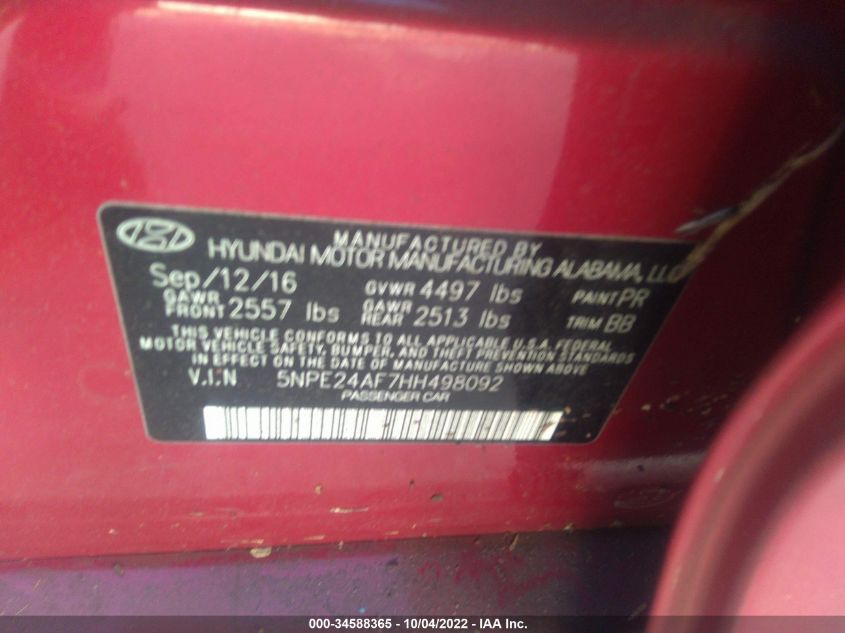 MANUFACTURED BY
HYUNDAI MOTOR MANUFACTURING ALABAMA, LLC
Sep/12/16 GVWR 4497 lbs PAINT PR
GAWR FRONT 2557 lbs GAWR REAR 2513 lbs TRIM BB
THIS VEHICLE CONFORMS TO ALL APPLICABLE U.S.A. FEDERAL
MOTOR VEHICLE SAFETY, BUMPER, AND THEFT PREVENTION STANDARDS
IN EFFECT ON THE DATE OF MANUFACTURE SHOWN ABOVE.
V.I.N 5NPE24AF7HH498092
PASSENGER CAR
000-34588365 - 10/04/2022 - IAA Inc.